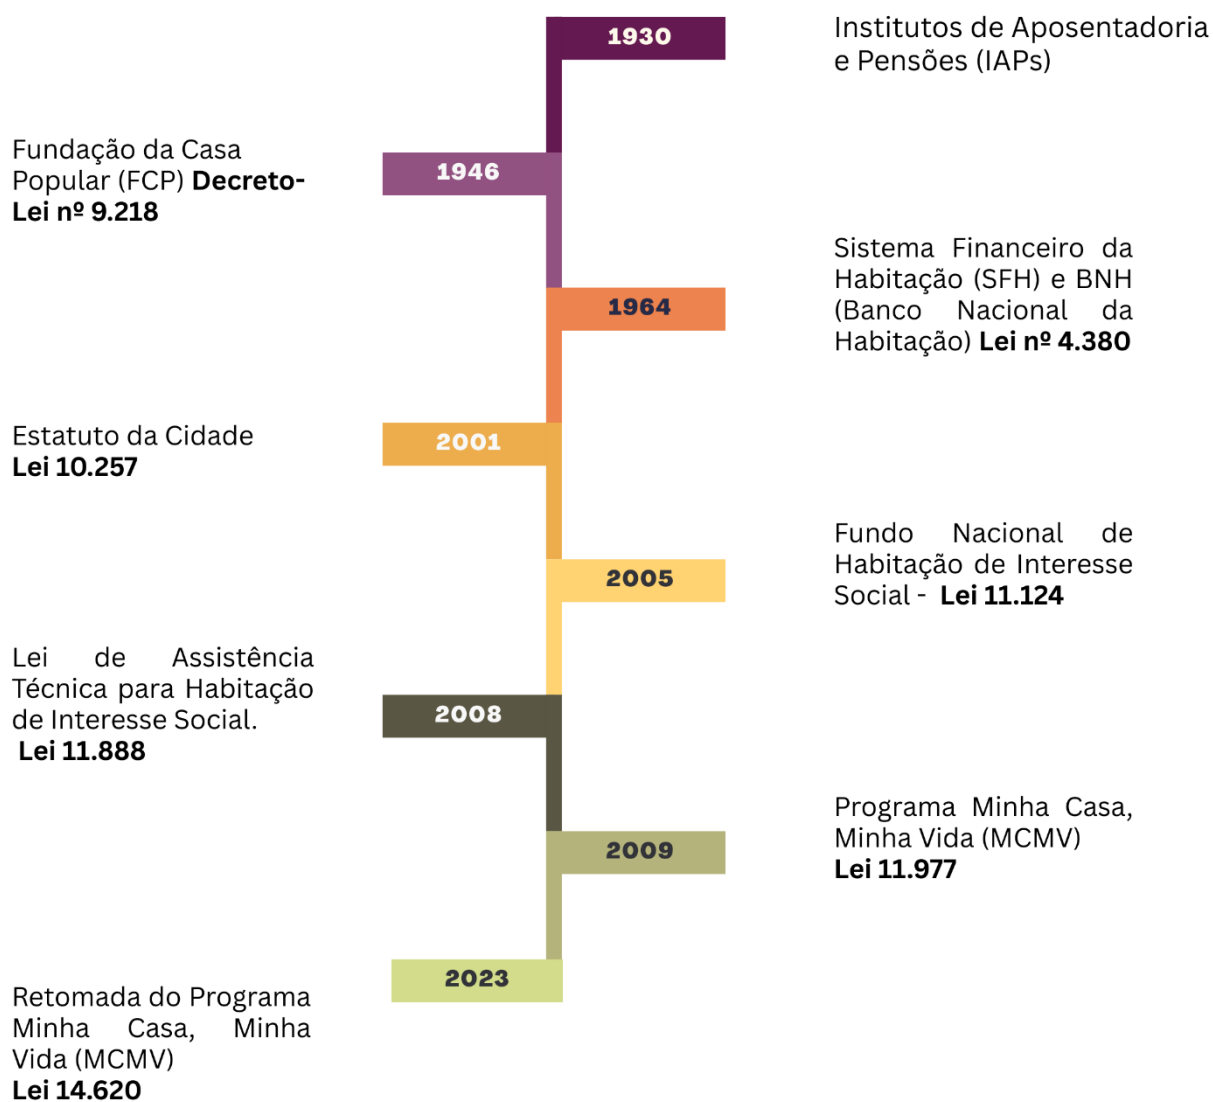 1930
Institutos de Aposentadoria
e Pensões (IAPs)
Fundação da Casa
Popular (FCP) Decreto-
Lei nº 9.218
1946
1964
Sistema Financeiro da
Habitação (SFH) e BNH
(Banco Nacional da
Habitação) Lei nº 4.380
Estatuto da Cidade
Lei 10.257
2001
2005
Fundo Nacional de
Habitação de Interesse
Social - Lei 11.124
Lei de Assistência
Técnica para Habitação
de Interesse Social.
Lei 11.888
2008
2009
Programa Minha Casa,
Minha Vida (MCMV)
Lei 11.977
2023
Retomada do Programa
Minha Casa, Minha
Vida (MCMV)
Lei 14.620